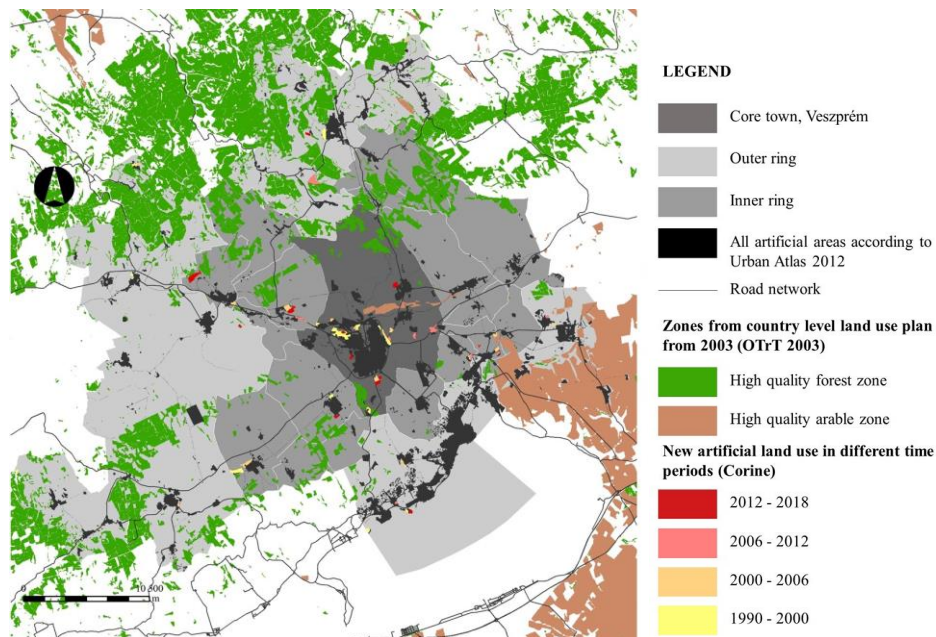 LEGEND
Core town, Veszprém
Outer ring
Inner ring
All artificial areas according to
Urban Atlas 2012
Road network
Zones from country level land use plan
from 2003 (OTrT 2003)
High quality forest zone
High quality arable zone
New artificial land use in different time
periods (Corine)
2012 - 2018
2006 - 2012
2000 - 2006
1990 - 2000
0
m